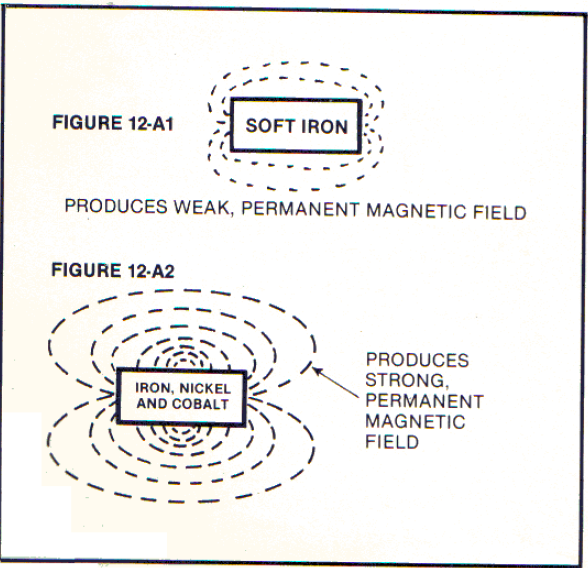 FIGURE 12-A1
SOFT IRON
PRODUCES WEAK, PERMANENT MAGNETIC FIELD
FIGURE 12-A2
IRON, NICKEL
AND COBALT
PRODUCES
STRONG,
PERMANENT
MAGNETIC
FIELD